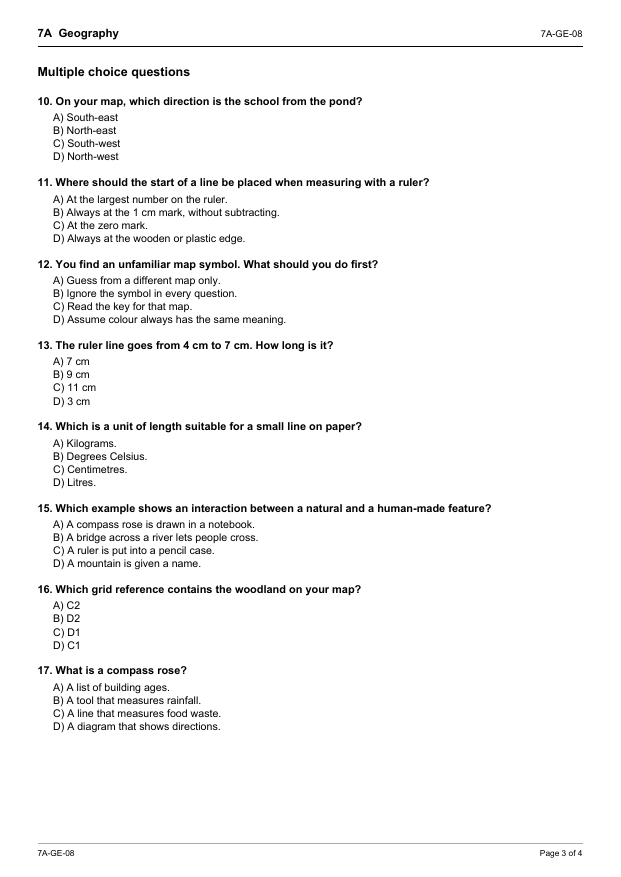 7A Geography
7A-GE-08
Multiple choice questions
10. On your map, which direction is the school from the pond?
A) South-east
B) North-east
C) South-west
D) North-west
11. Where should the start of a line be placed when measuring with a ruler?
A) At the largest number on the ruler.
B) Always at the 1 cm mark, without subtracting.
C) At the zero mark.
D) Always at the wooden or plastic edge.
12. You find an unfamiliar map symbol. What should you do first?
A) Guess from a different map only.
B) Ignore the symbol in every question.
C) Read the key for that map.
D) Assume colour always has the same meaning.
13. The ruler line goes from 4 cm to 7 cm. How long is it?
A) 7 cm
B) 9 cm
C) 11 cm
D) 3 cm
14. Which is a unit of length suitable for a small line on paper?
A) Kilograms.
B) Degrees Celsius.
C) Centimetres.
D) Litres.
15. Which example shows an interaction between a natural and a human-made feature?
A) A compass rose is drawn in a notebook.
B) A bridge across a river lets people cross.
C) A ruler is put into a pencil case.
D) A mountain is given a name.
16. Which grid reference contains the woodland on your map?
A) C2
B) D2
C) D1
D) C1
17. What is a compass rose?
A) A list of building ages.
B) A tool that measures rainfall.
C) A line that measures food waste.
D) A diagram that shows directions.
7A-GE-08
Page 3 of 4